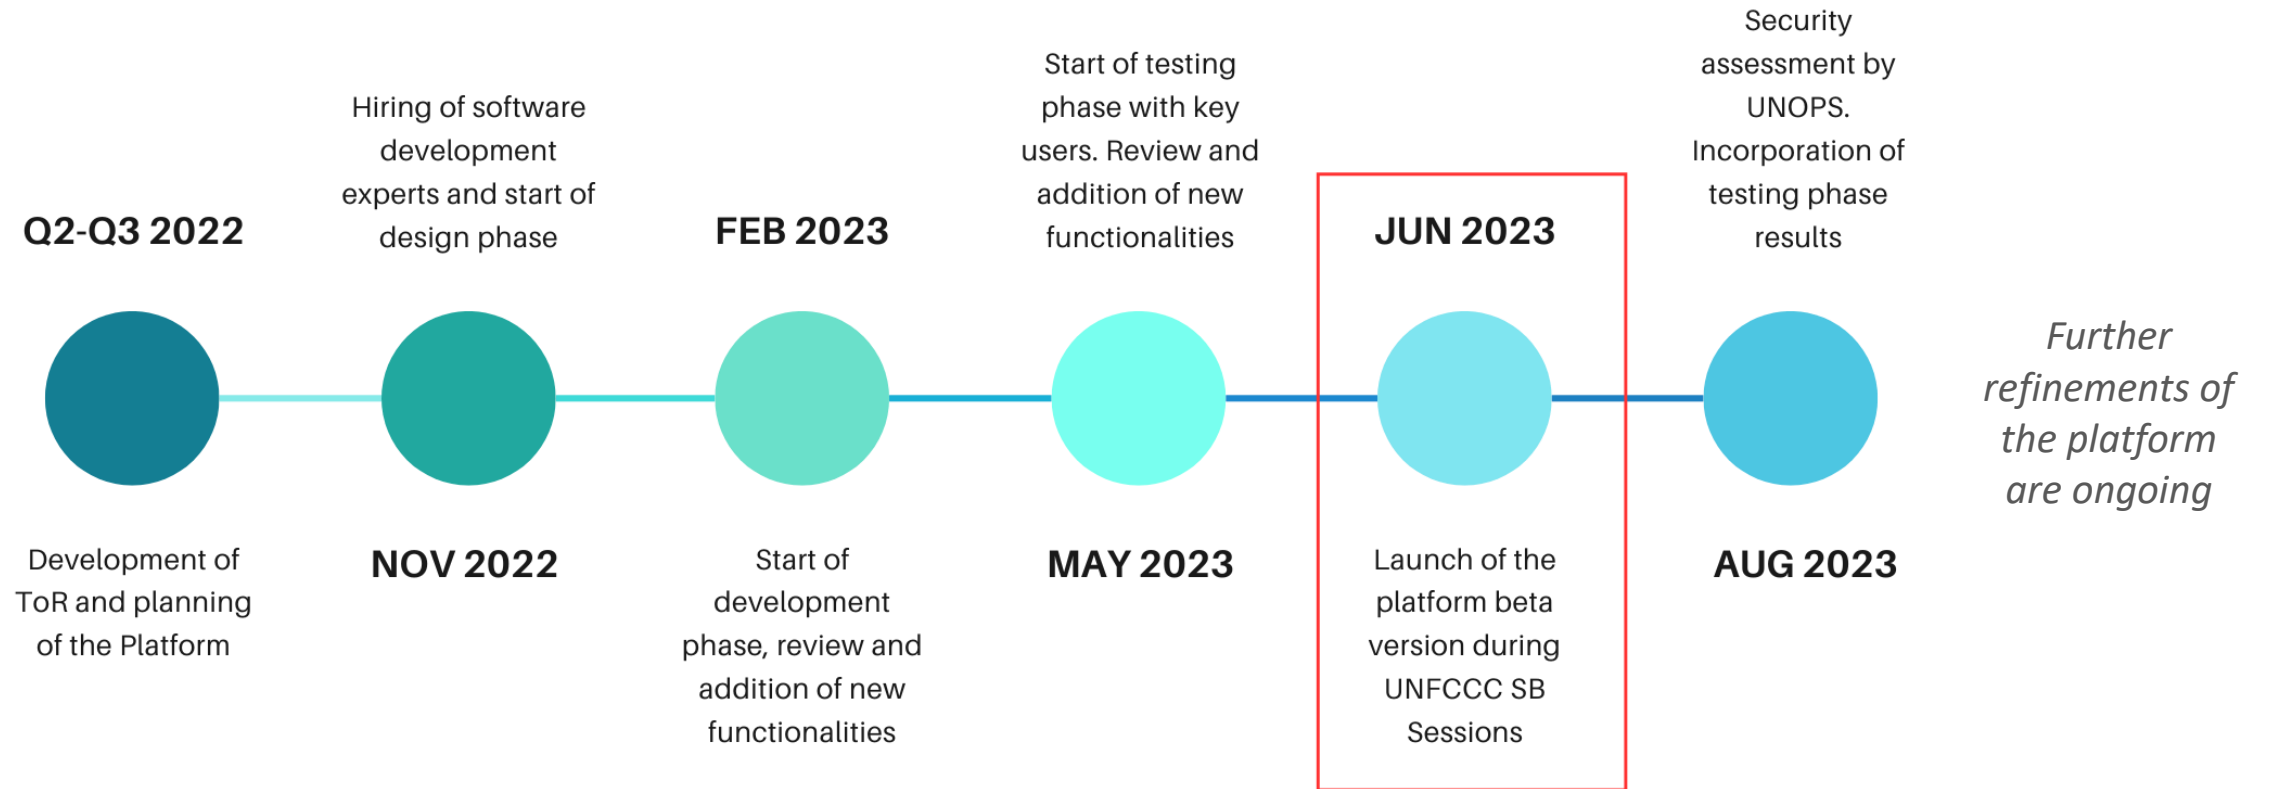 Q2-Q3 2022
Development of
ToR and planning
of the Platform
Hiring of software
development
experts and start of
design phase
NOV 2022
FEB 2023
Start of
development
phase, review and
addition of new
functionalities
Start of testing
phase with key
users. Review and
addition of new
functionalities
MAY 2023
JUN 2023
Launch of the
platform beta
version during
UNFCCC SB
Sessions
Security
assessment by
UNOPS.
Incorporation of
testing phase
results
AUG 2023
Further
refinements of
the platform
are ongoing